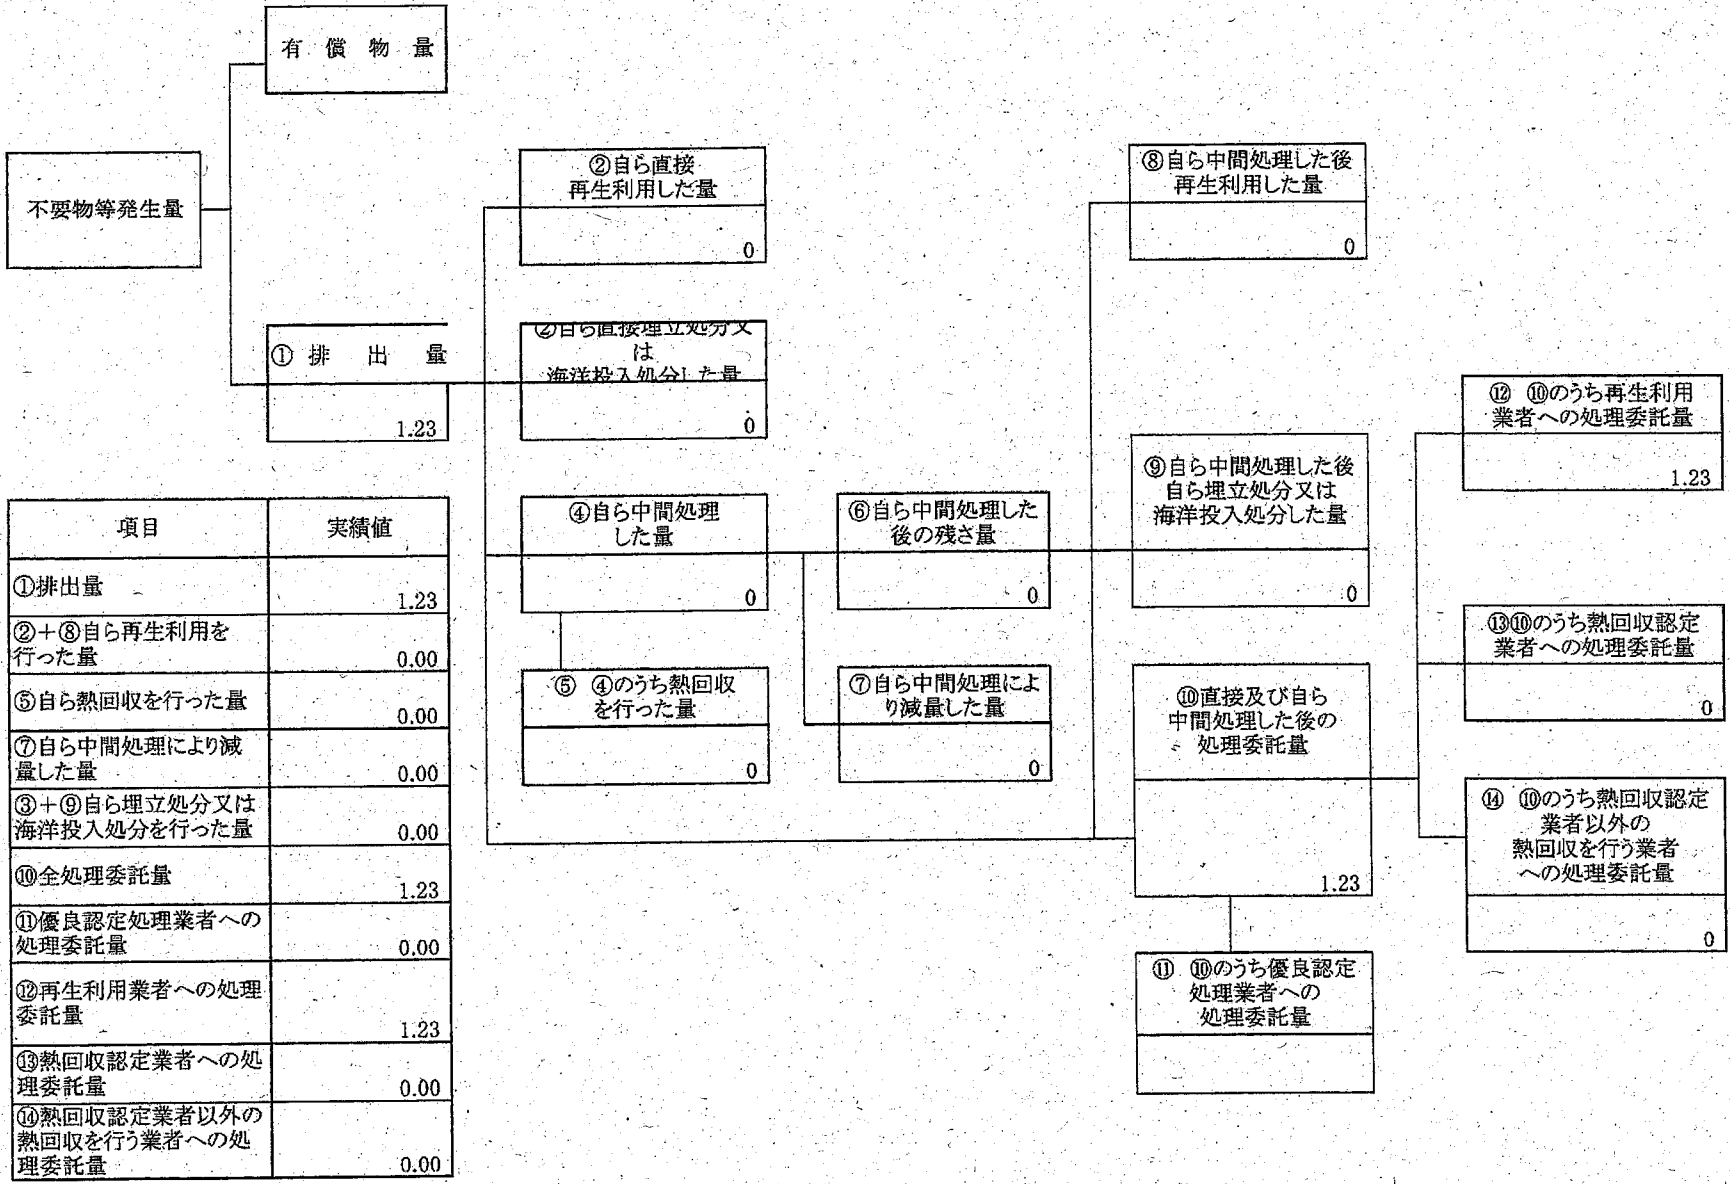 有償物量
不要物等発生量
①排出量
1.23
②自ら直接
再生利用した量
0
②自ら直接埋立処分又
は
海洋投入処分した量
0
④自ら中間処理
した量
0
⑤ ④のうち熱回収
を行った量
0
⑥自ら中間処理した
後の残さ量
0
⑦自ら中間処理によ
り減量した量
0
⑧自ら中間処理した後
再生利用した量
0
⑨自ら中間処理した後
自ら埋立処分又は
海洋投入処分した量
0
⑩直接及び自ら
中間処理した後の
処理委託量
1.23
⑪ ⑩のうち優良認定
処理業者への
処理委託量
⑫ ⑩のうち再生利用
業者への処理委託量
1.23
⑬⑩のうち熱回収認定
業者への処理委託量
0
⑭ ⑩のうち熱回収認定
業者以外の
熱回収を行う業者
への処理委託量
0
項目 実績値
①排出量
1.23
②+⑧自ら再生利用を
行った量 0.00
⑤自ら熱回収を行った量
0.00
⑦自ら中間処理により減
量した量 0.00
③+⑨自ら埋立処分又は
海洋投入処分を行った量 0.00
⑩全処理委託量
1.23
⑪優良認定処理業者への
処理委託量 0.00
⑫再生利用業者への処理
委託量
1.23
⑬熱回収認定業者への処
理委託量 0.00
⑭熱回収認定業者以外の
熱回収を行う業者への処
理委託量 0.00